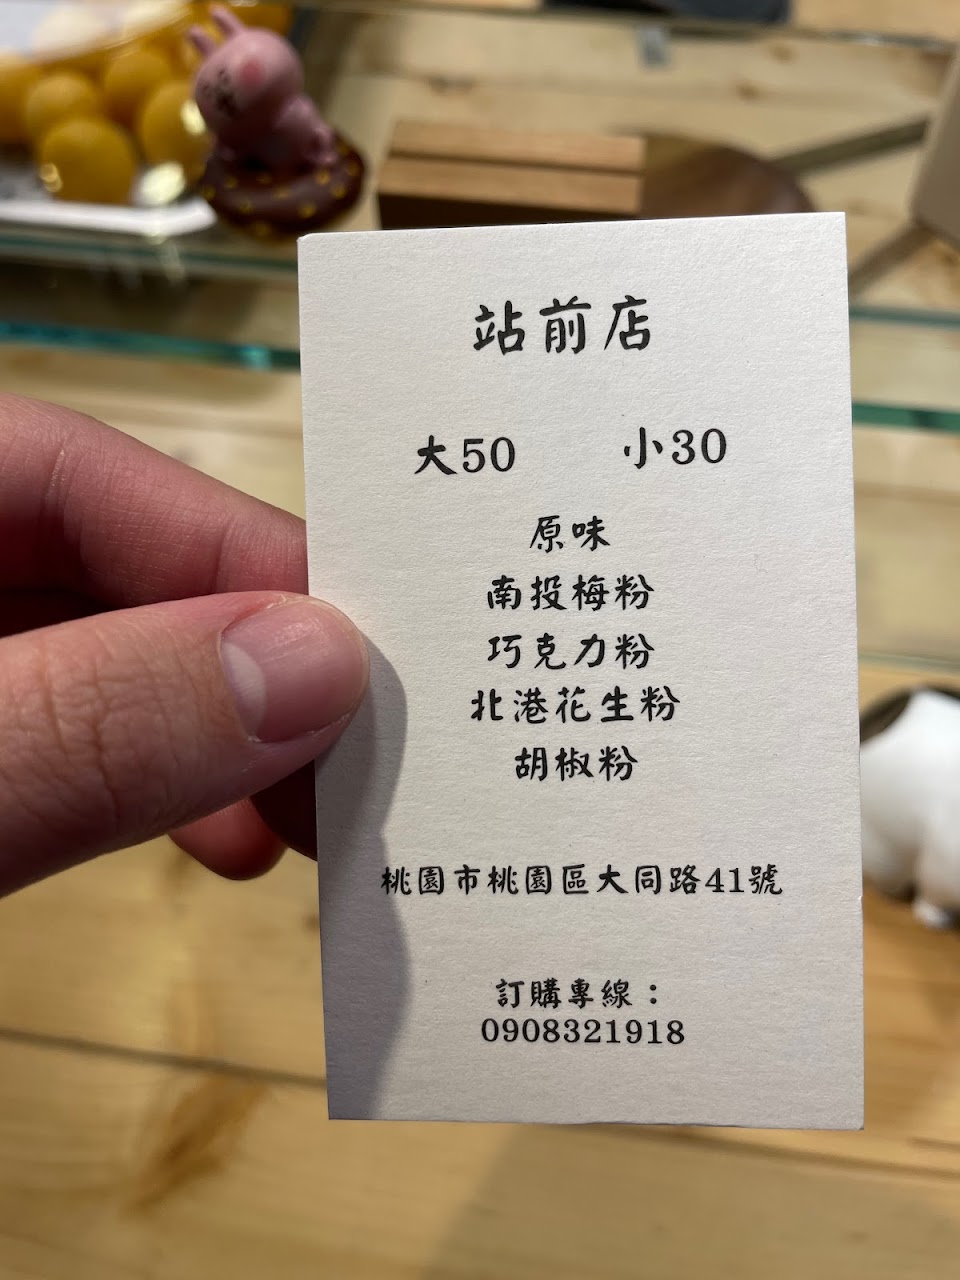 站前店
大50 小30
原味
南投梅粉
巧克力粉
北港花生粉
胡椒粉
桃園市桃園區大同路41號
訂購專線：
0908321918